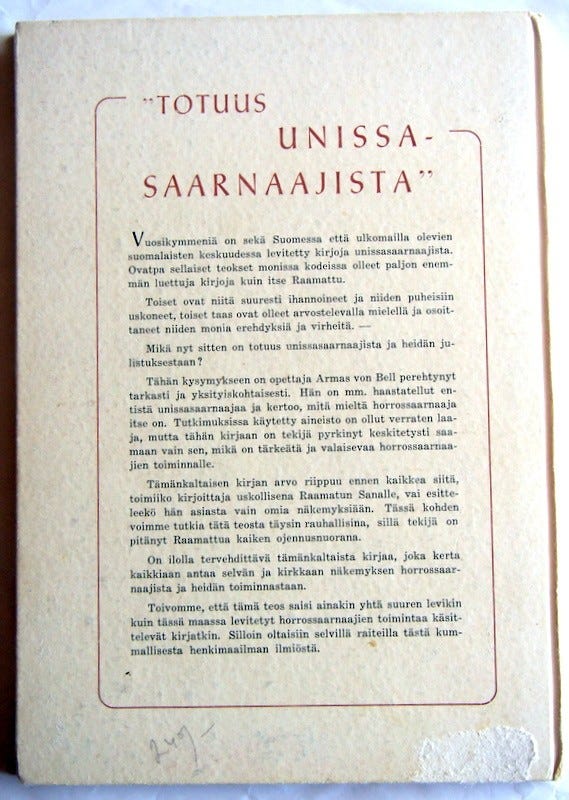 "TOTUUS
UNISSA-
SAARNAAJISTA"
Vuosikymmeniä on sekä Suomessa että ulkomailla olevien
suomalaisten keskuudessa levitetty kirjoja unissasaarnaajista.
Ovatpa sellaiset teokset monissa kodeissa olleet paljon enem-
män luettuja kirjoja kuin itse Raamattu.
Toiset ovat niitä suuresti ihannoineet ja niiden puheisiin
uskoneet, toiset taas ovat olleet arvostelevalla mielellä ja osoit-
taneet niiden monia erehdyksiä ja virheitä. —
Mikä nyt sitten on totuus unissasaarnaajista ja heidän ju-
listuksestaan?
Tähän kysymykseen on opettaja Armas von Bell perehtynyt
tarkasti ja yksityiskohtaisesti. Hän on mm. haastatellut en-
tistä unissasaarnaajaa ja kertoo, mitä mieltä horrossaarnaaja
itse on. Tutkimuksissa käytetty aineisto on ollut verraten laa-
ja, mutta tähän kirjaan on tekijä pyrkinyt keskitetysti saa-
maan vain sen, mikä on tärkeätä ja valaisevaa horrossaarnaa-
jien toiminnalle.
Tämänkaltaisen kirjan arvo riippuu ennen kaikkea siitä,
toimiiko kirjoittaja uskollisena Raamatun Sanalle, vai esitte-
leekö hän asiasta vain omia näkemyksiään. Tässä kohden
voimme tutkia tätä teosta täysin rauhallisina, sillä tekijä on
pitänyt Raamattua kaiken ojennusnuorana.
On ilolla tervehdittävä tämänkaltaista kirjaa, joka kerta
kaikkiaan antaa selvän ja kirkkaan näkemyksen horrossaar-
naajista ja heidän toiminnastaan.
Toivomme, että tämä teos saisi ainakin yhtä suuren levikin
kuin tässä maassa levitetyt horrossaarnaajien toimintaa käsit-
televät kirjatkin. Silloin oltaisiin selvillä raiteilla tästä kum-
mallisesta henkimaailman ilmiöstä.